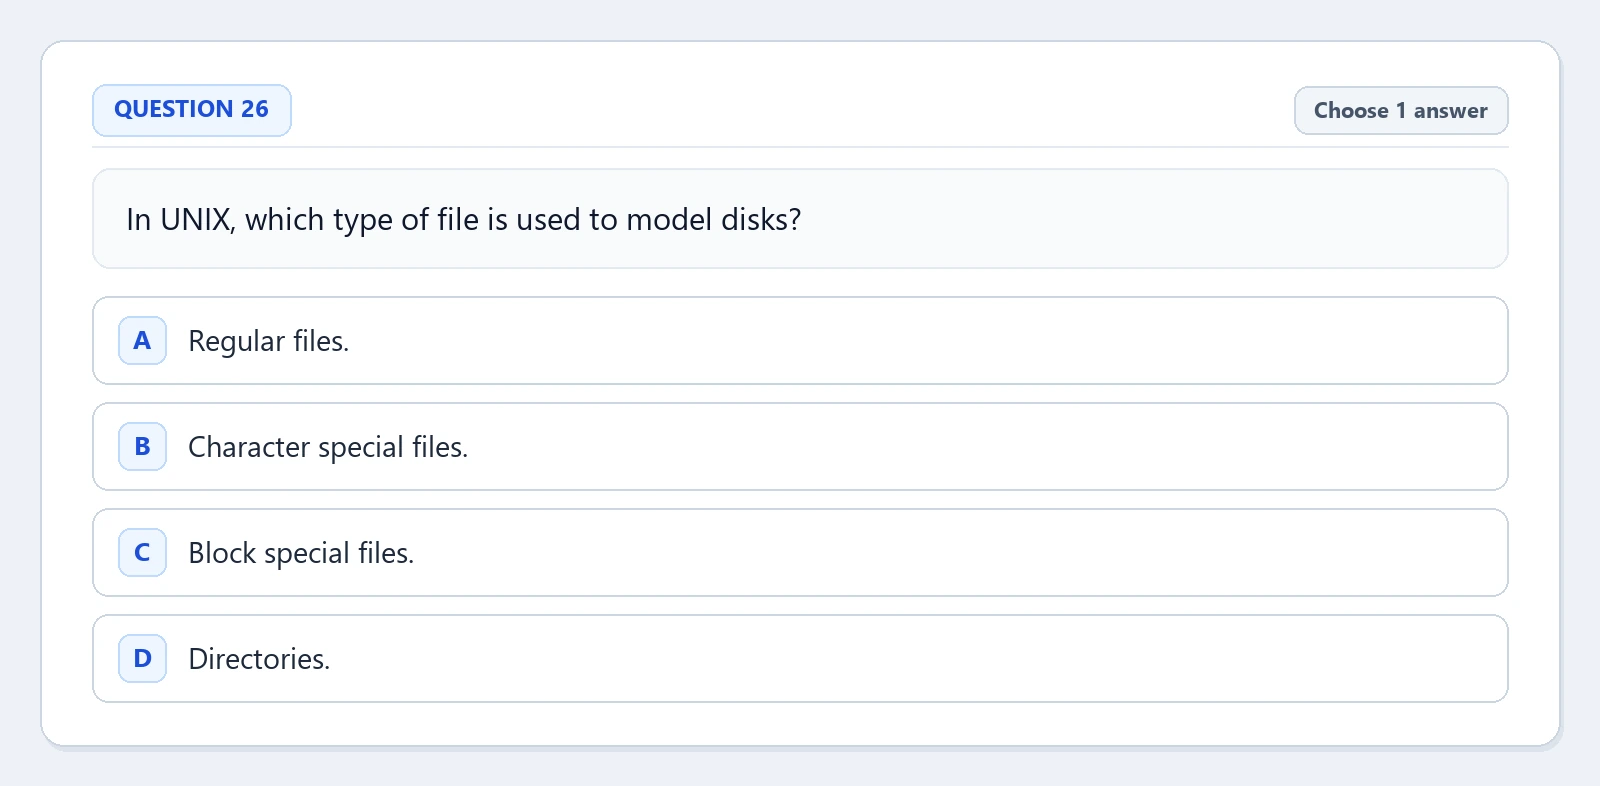 QUESTION 26
Choose 1 answer
In UNIX, which type of file is used to model disks?
A Regular files.
B Character special files.
C Block special files.
D Directories.